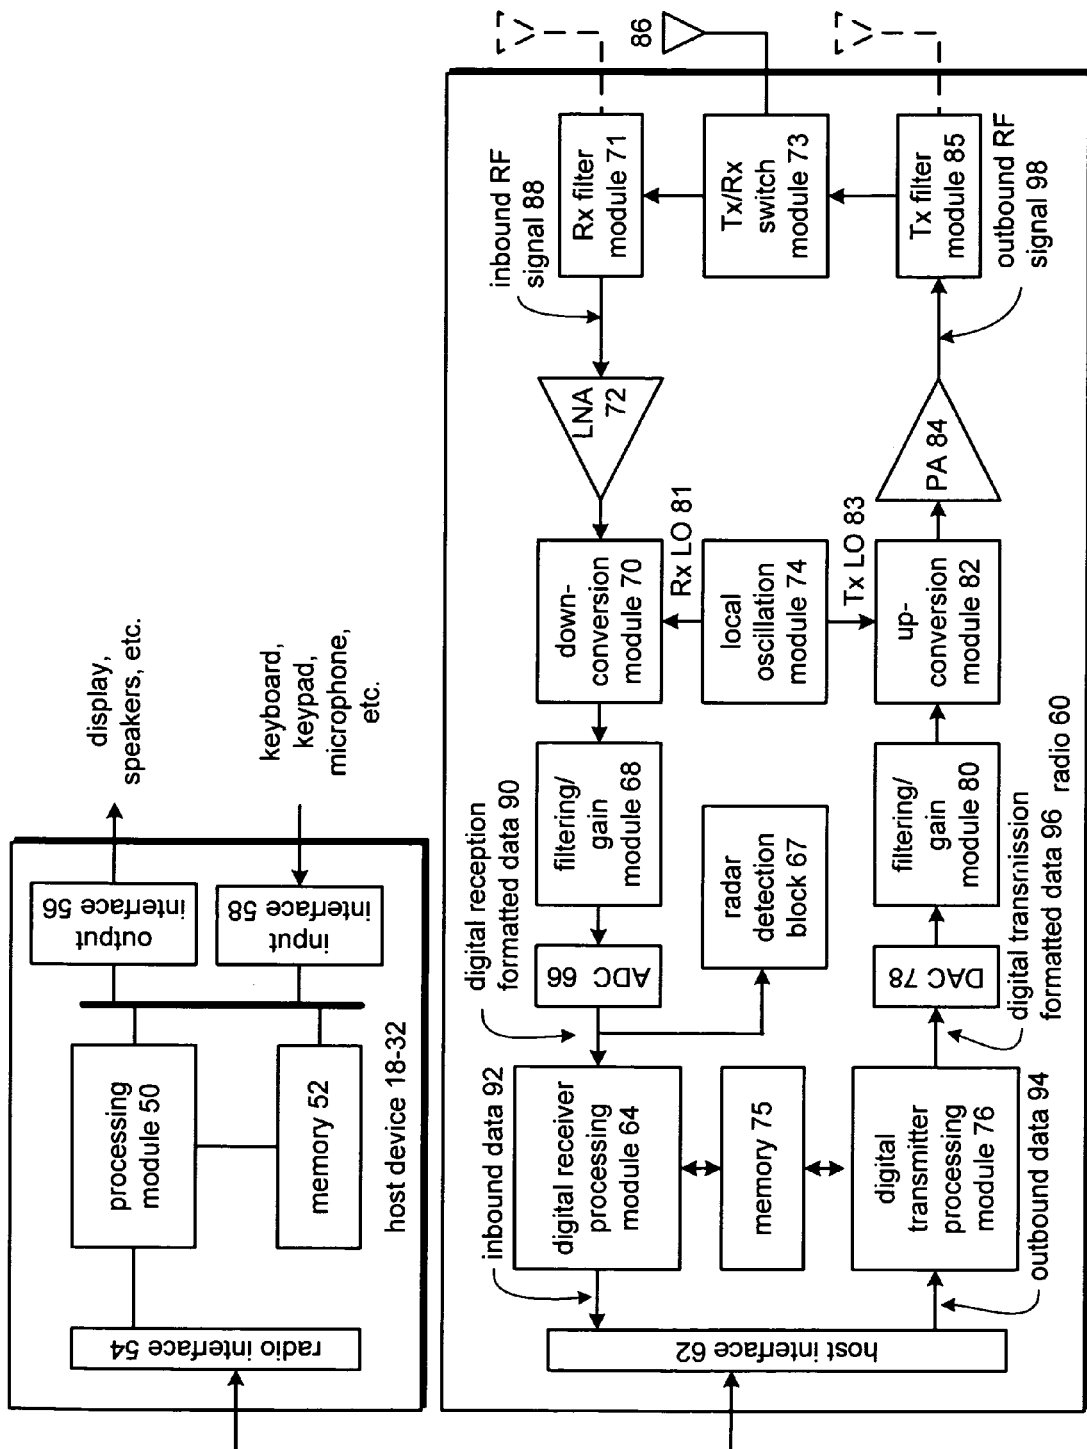 display,
speakers, etc.
keyboard,
keypad,
microphone,
etc.
output
interface 56
input
interface 58
processing
module 50
memory 52
host device 18-32
radio interface 54
86
inbound RF
signal 88
Rx filter
module 71
Tx/Rx
switch
module 73
Tx filter
module 85
outbound RF
signal 98
LNA
72
PA 84
down-
conversion
module 70
Rx LO 81
local
oscillation
module 74
Tx LO 83
up-
conversion
module 82
digital reception
formatted data 90
filtering/
gain
module 68
radar
detection
block 67
filtering/
gain
module 80
radio 60
ADC 66
DAC 78
digital transmission
formatted data 96
inbound data 92
digital receiver
processing
module 64
memory 75
digital
transmitter
processing
module 76
outbound data 94
host interface 62